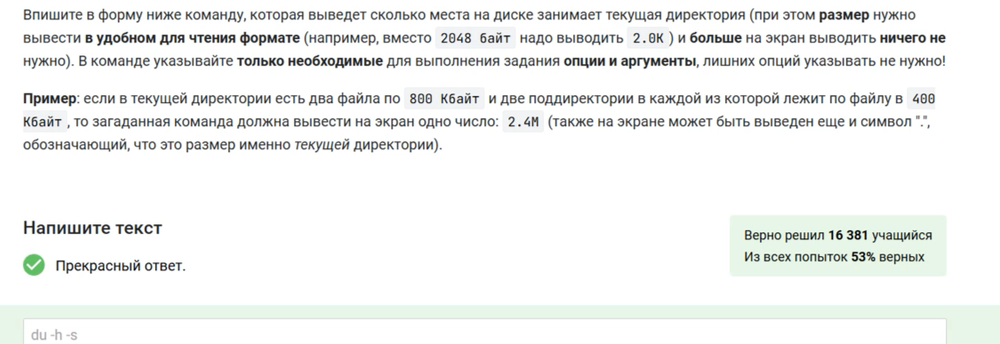 Впишите в форму ниже команду, которая выведет сколько места на диске занимает текущая директория (при этом размер нужно
вывести в удобном для чтения формате (например, вместо 2048 байт надо выводить 2.0K) и больше на экран выводить ничего не
нужно). В команде указывайте только необходимые для выполнения задания опции и аргументы, лишних опций указывать не нужно!
Пример: если в текущей директории есть два файла по 800 Кбайт и две поддиректории в каждой из которой лежит по файлу в 400
Кбайт, то загаданная команда должна вывести на экран одно число: 2.4M (также на экране может быть выведен еще и символ ".",
обозначающий, что это размер именно текущей директории).
Напишите текст
Верно решил 16 381 учащийся
Из всех попыток 53% верных
Прекрасный ответ.
du -h -s